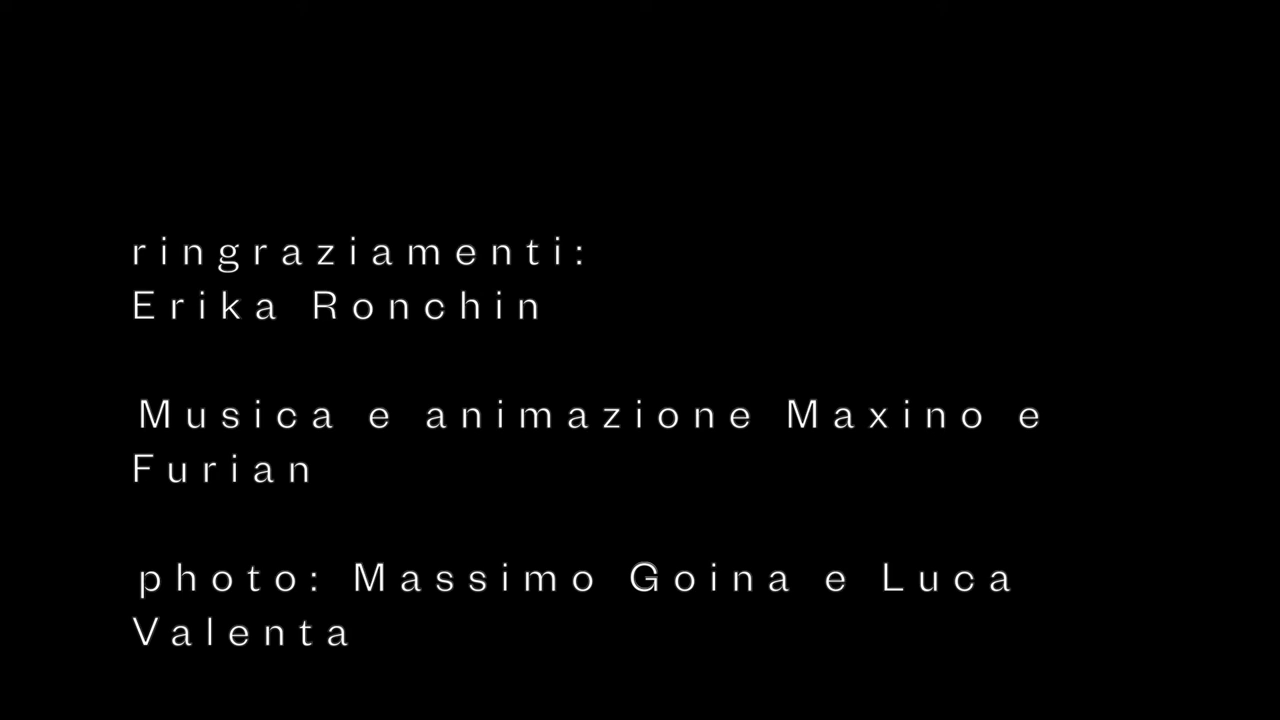 ringraziamenti:
Erika Ronchin
Musica e animazione Maxino e
Furian
photo: Massimo Goina e Luca
Valenta